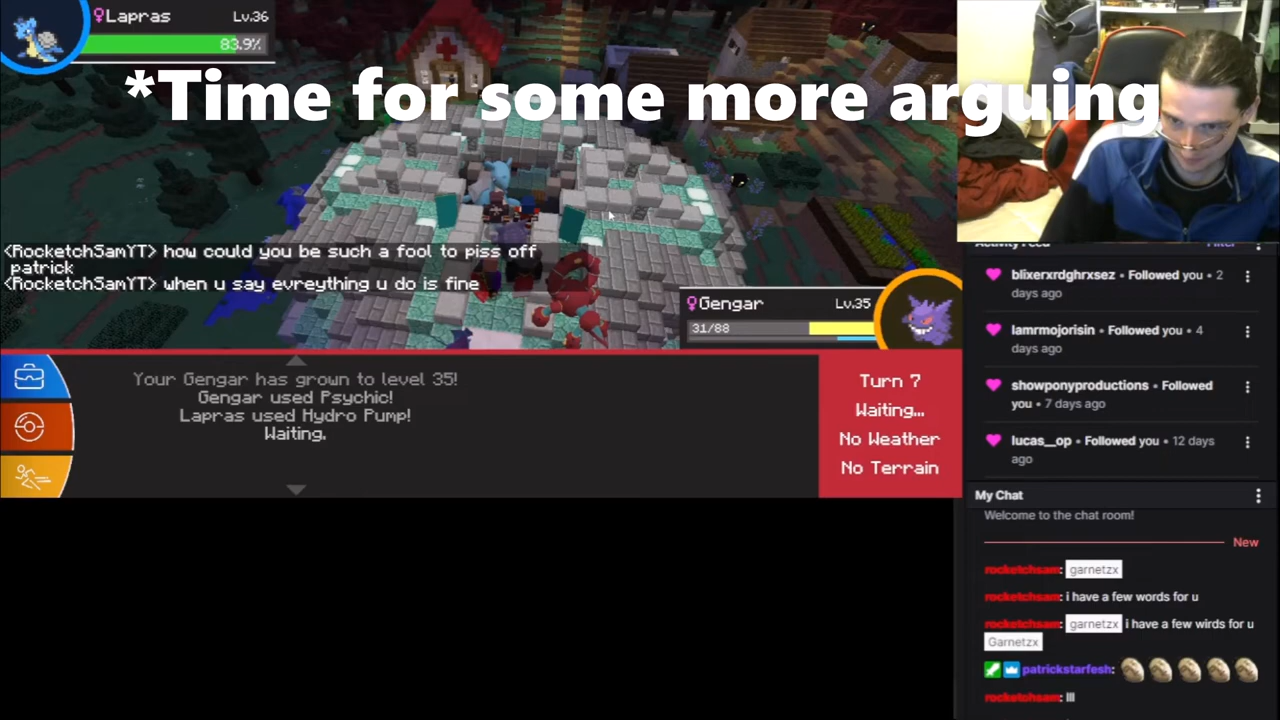 ♀Lapras Lv.36
83.9%
*Time for some more arguing
<RocketchSamYT> how could you be such a fool to piss off
patrick
<RocketchSamYT> when u say evreything u do is fine
♀Gengar Lv.35
31/88
Your Gengar has grown to level 35!
Gengar used Psychic!
Lapras used Hydro Pump!
Waiting.
Turn 7
Waiting...
No Weather
No Terrain
Activity Feed Filter
blixerxrdghrxsez • Followed you • 2
days ago
Iamrmojorisin • Followed you • 4
days ago
showponyproductions • Followed
you • 7 days ago
lucas__op • Followed you • 12 days
ago
My Chat
Welcome to the chat room!
New
rocketchsam: garnetzx
rocketchsam: i have a few words for u
rocketchsam: garnetzx i have a few wirds for u
Garnetzx
patrickstarfesh:
rocketchsam: lll